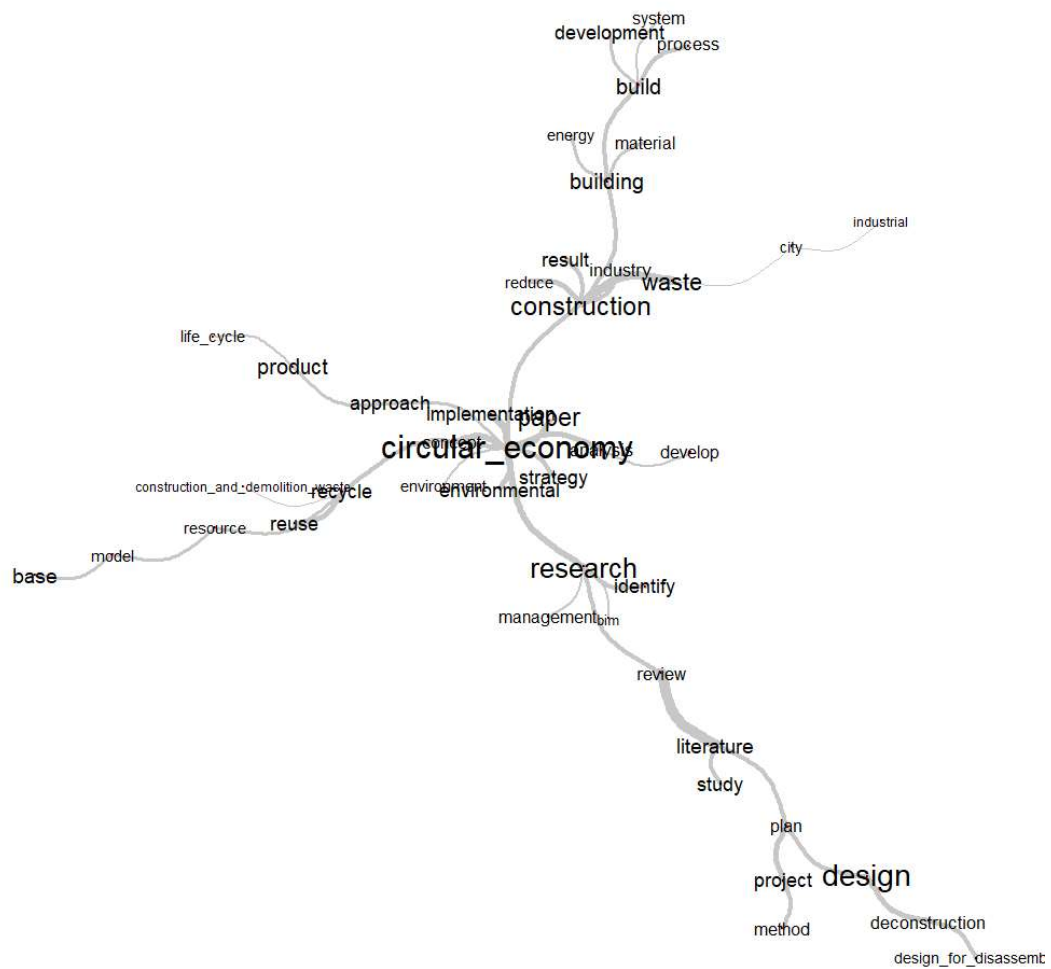 system
development
process
build
energy
material
building
industrial
city
result
industry
reduce
waste
construction
life_cycle
product
approach
implementation
paper
concept
circular_economy
analysis
develop
strategy
environment
environmental
construction_and_demolition_waste
recycle
reuse
resource
model
base
research
identify
management
bim
review
literature
study
plan
project
design
method
deconstruction
design_for_disassemb